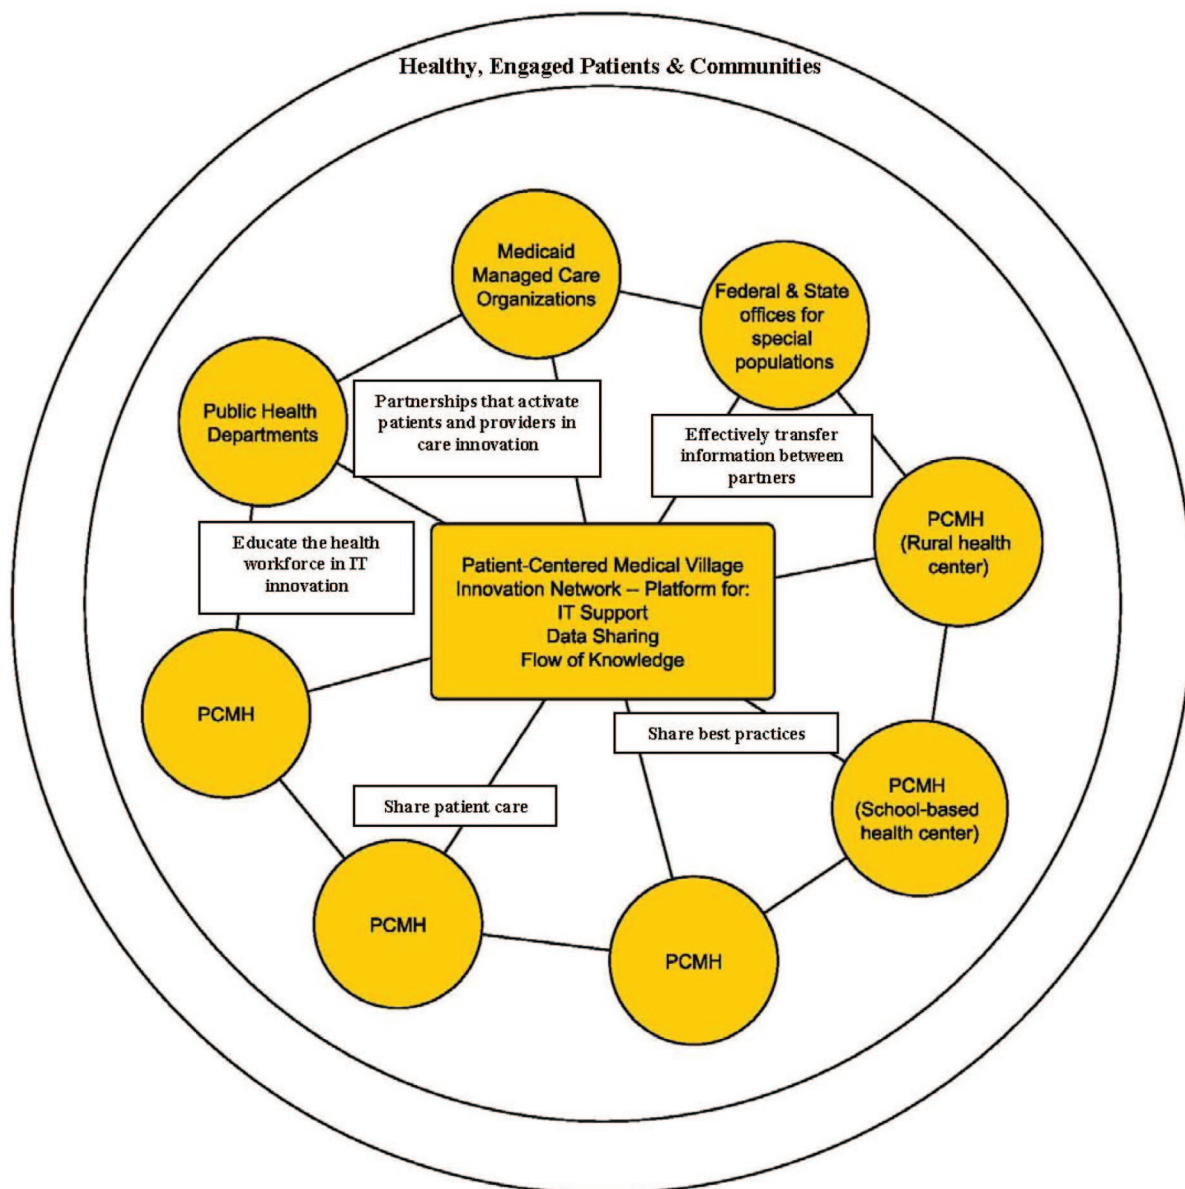 Healthy, Engaged Patients & Communities
Medicaid
Managed Care
Organizations
Federal & State
offices for
special
populations
Public Health
Departments
Partnerships that activate
patients and providers in
care innovation
Effectively transfer
information between
partners
PCMH
(Rural health
center)
Educate the health
workforce in IT
innovation
Patient-Centered Medical Village
Innovation Network -- Platform for:
IT Support
Data Sharing
Flow of Knowledge
PCMH
Share best practices
PCMH
(School-based
health center)
Share patient care
PCMH
PCMH